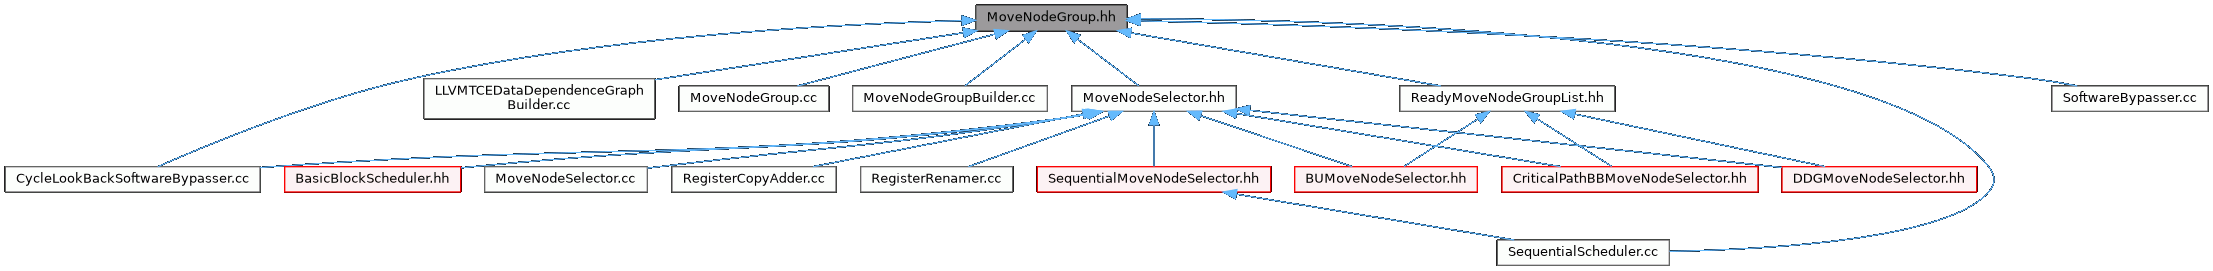 MoveNodeGroup.hh
LLVMTCEDataDependenceGraph
Builder.cc
MoveNodeGroup.cc
MoveNodeGroupBuilder.cc
MoveNodeSelector.hh
ReadyMoveNodeGroupList.hh
SoftwareBypasser.cc
CycleLookBackSoftwareBypasser.cc
BasicBlockScheduler.hh
MoveNodeSelector.cc
RegisterCopyAdder.cc
RegisterRenamer.cc
SequentialMoveNodeSelector.hh
BUMoveNodeSelector.hh
CriticalPathBBMoveNodeSelector.hh
DDGMoveNodeSelector.hh
SequentialScheduler.cc